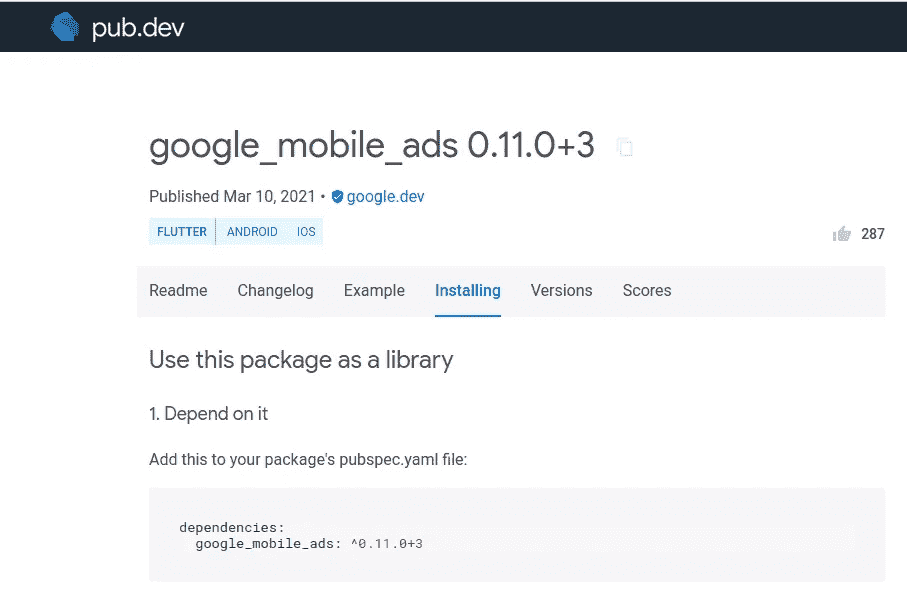 pub.dev
google_mobile_ads 0.11.0+3
Published Mar 10, 2021 • google.dev
FLUTTER ANDROID IOS
287
Readme Changelog Example Installing Versions Scores
Use this package as a library
1. Depend on it
Add this to your package's pubspec.yaml file:
dependencies:
  google_mobile_ads: ^0.11.0+3